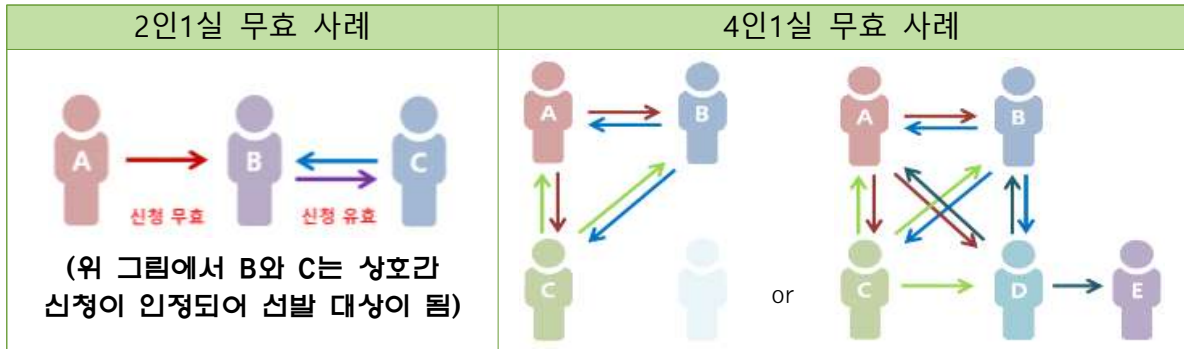 2인1실 무효 사례
4인1실 무효 사례
A
B
C
신청 무효
신청 유효
(위 그림에서 B와 C는 상호간
신청이 인정되어 선발 대상이 됨)
A
B
C
or
A
B
C
D
E